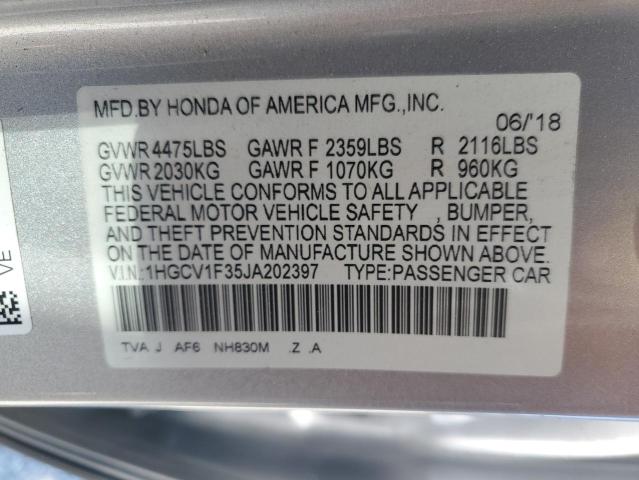 MFD.BY HONDA OF AMERICA MFG.,INC.
06/'18
GVWR 4475LBS GAWR F 2359LBS R 2116LBS
GVWR 2030KG GAWR F 1070KG R 960KG
THIS VEHICLE CONFORMS TO ALL APPLICABLE
FEDERAL MOTOR VEHICLE SAFETY , BUMPER,
AND THEFT PREVENTION STANDARDS IN EFFECT
ON THE DATE OF MANUFACTURE SHOWN ABOVE.
V.I.N.:1HGCV1F35JA202397 TYPE:PASSENGER CAR
TVA J AF6 NH830M .Z .A
VE